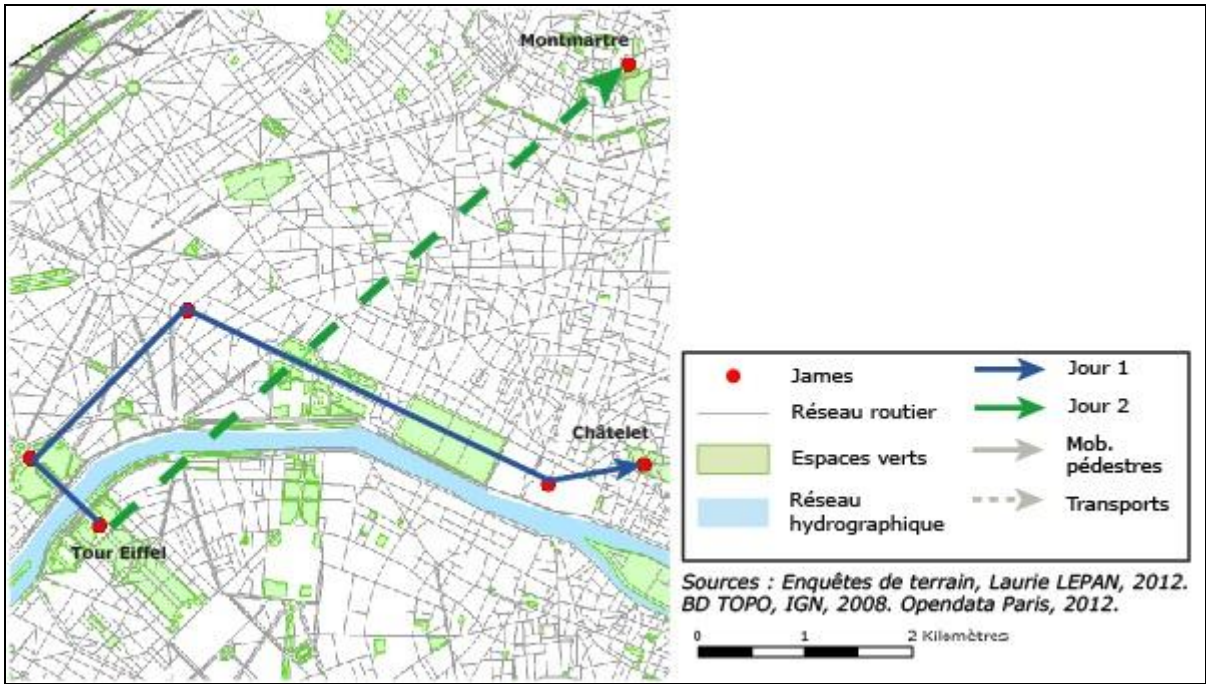 Montmartre
Châtelet
Tour Eiffel
James
Réseau routier
Espaces verts
Réseau
hydrographique
Jour 1
Jour 2
Mob.
pédestres
Transports
Sources : Enquêtes de terrain, Laurie LEPAN, 2012.
BD TOPO, IGN, 2008. Opendata Paris, 2012.
0 1 2 Kilomètres